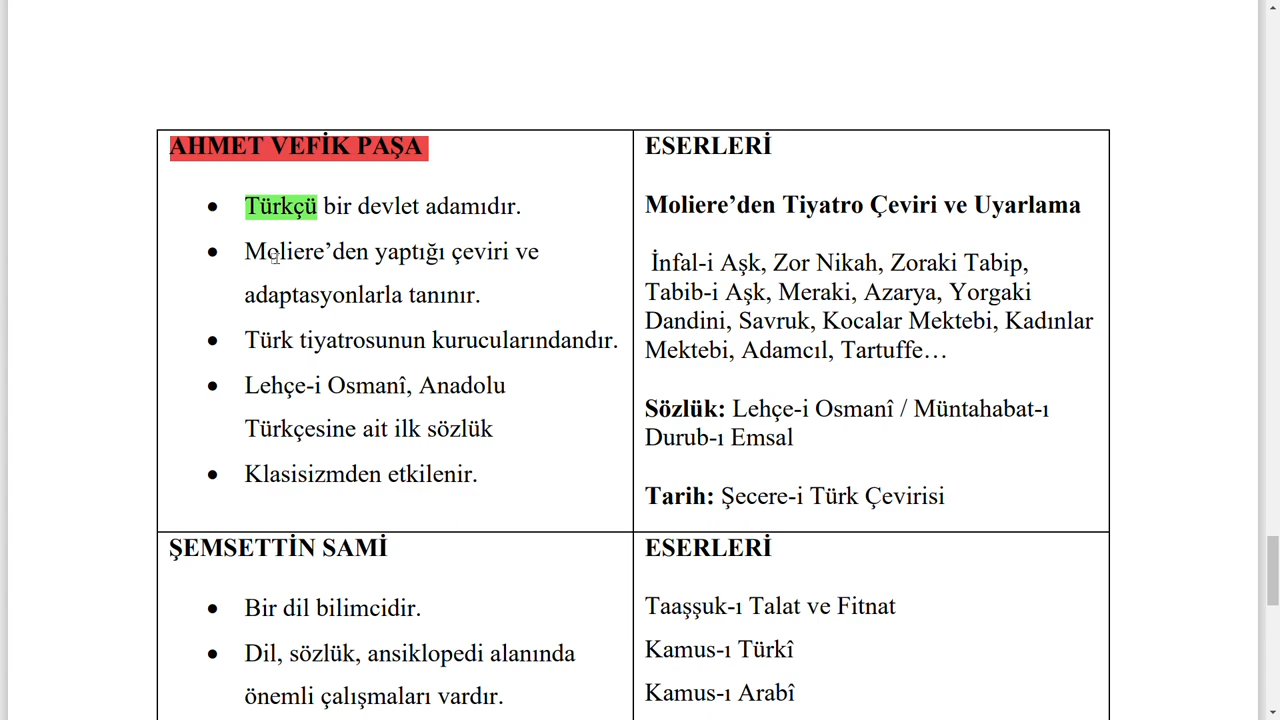 AHMET VEFİK PAŞA
• Türkçü bir devlet adamıdır.
• Moliere’den yaptığı çeviri ve
adaptasyonlarla tanınır.
• Türk tiyatrosunun kurucularındandır.
• Lehçe-i Osmanî, Anadolu
Türkçesine ait ilk sözlük
• Klasisizmden etkilenir.
ESERLERİ
Moliere’den Tiyatro Çeviri ve Uyarlama
İnfal-i Aşk, Zor Nikah, Zoraki Tabip,
Tabib-i Aşk, Meraki, Azarya, Yorgaki
Dandini, Savruk, Kocalar Mektebi, Kadınlar
Mektebi, Adamcıl, Tartuffe…
Sözlük: Lehçe-i Osmanî / Müntahabat-ı
Durub-ı Emsal
Tarih: Şecere-i Türk Çevirisi
ŞEMSETTİN SAMİ
• Bir dil bilimcidir.
• Dil, sözlük, ansiklopedi alanında
önemli çalışmaları vardır.
ESERLERİ
Taaşşuk-ı Talat ve Fitnat
Kamus-ı Türkî
Kamus-ı Arabî